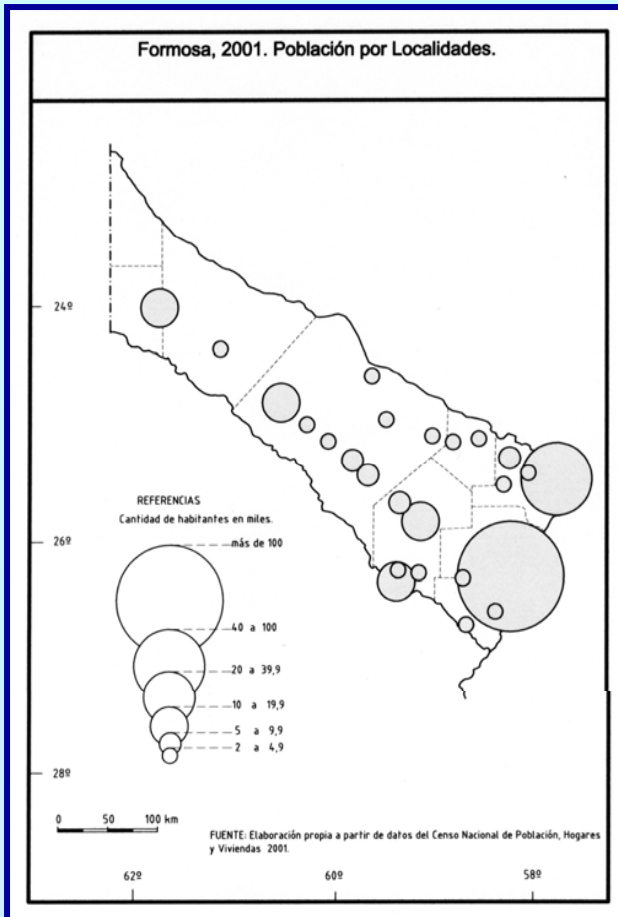 Formosa, 2001. Población por Localidades.
24º
26º
28º
REFERENCIAS
Cantidad de habitantes en miles.
más de 100
40 a 100
20 a 39,9
10 a 19,9
5 a 9,9
2 a 4,9
0 50 100 km
FUENTE: Elaboración propia a partir de datos del Censo Nacional de Población, Hogares
y Viviendas 2001.
62º 60º 58º